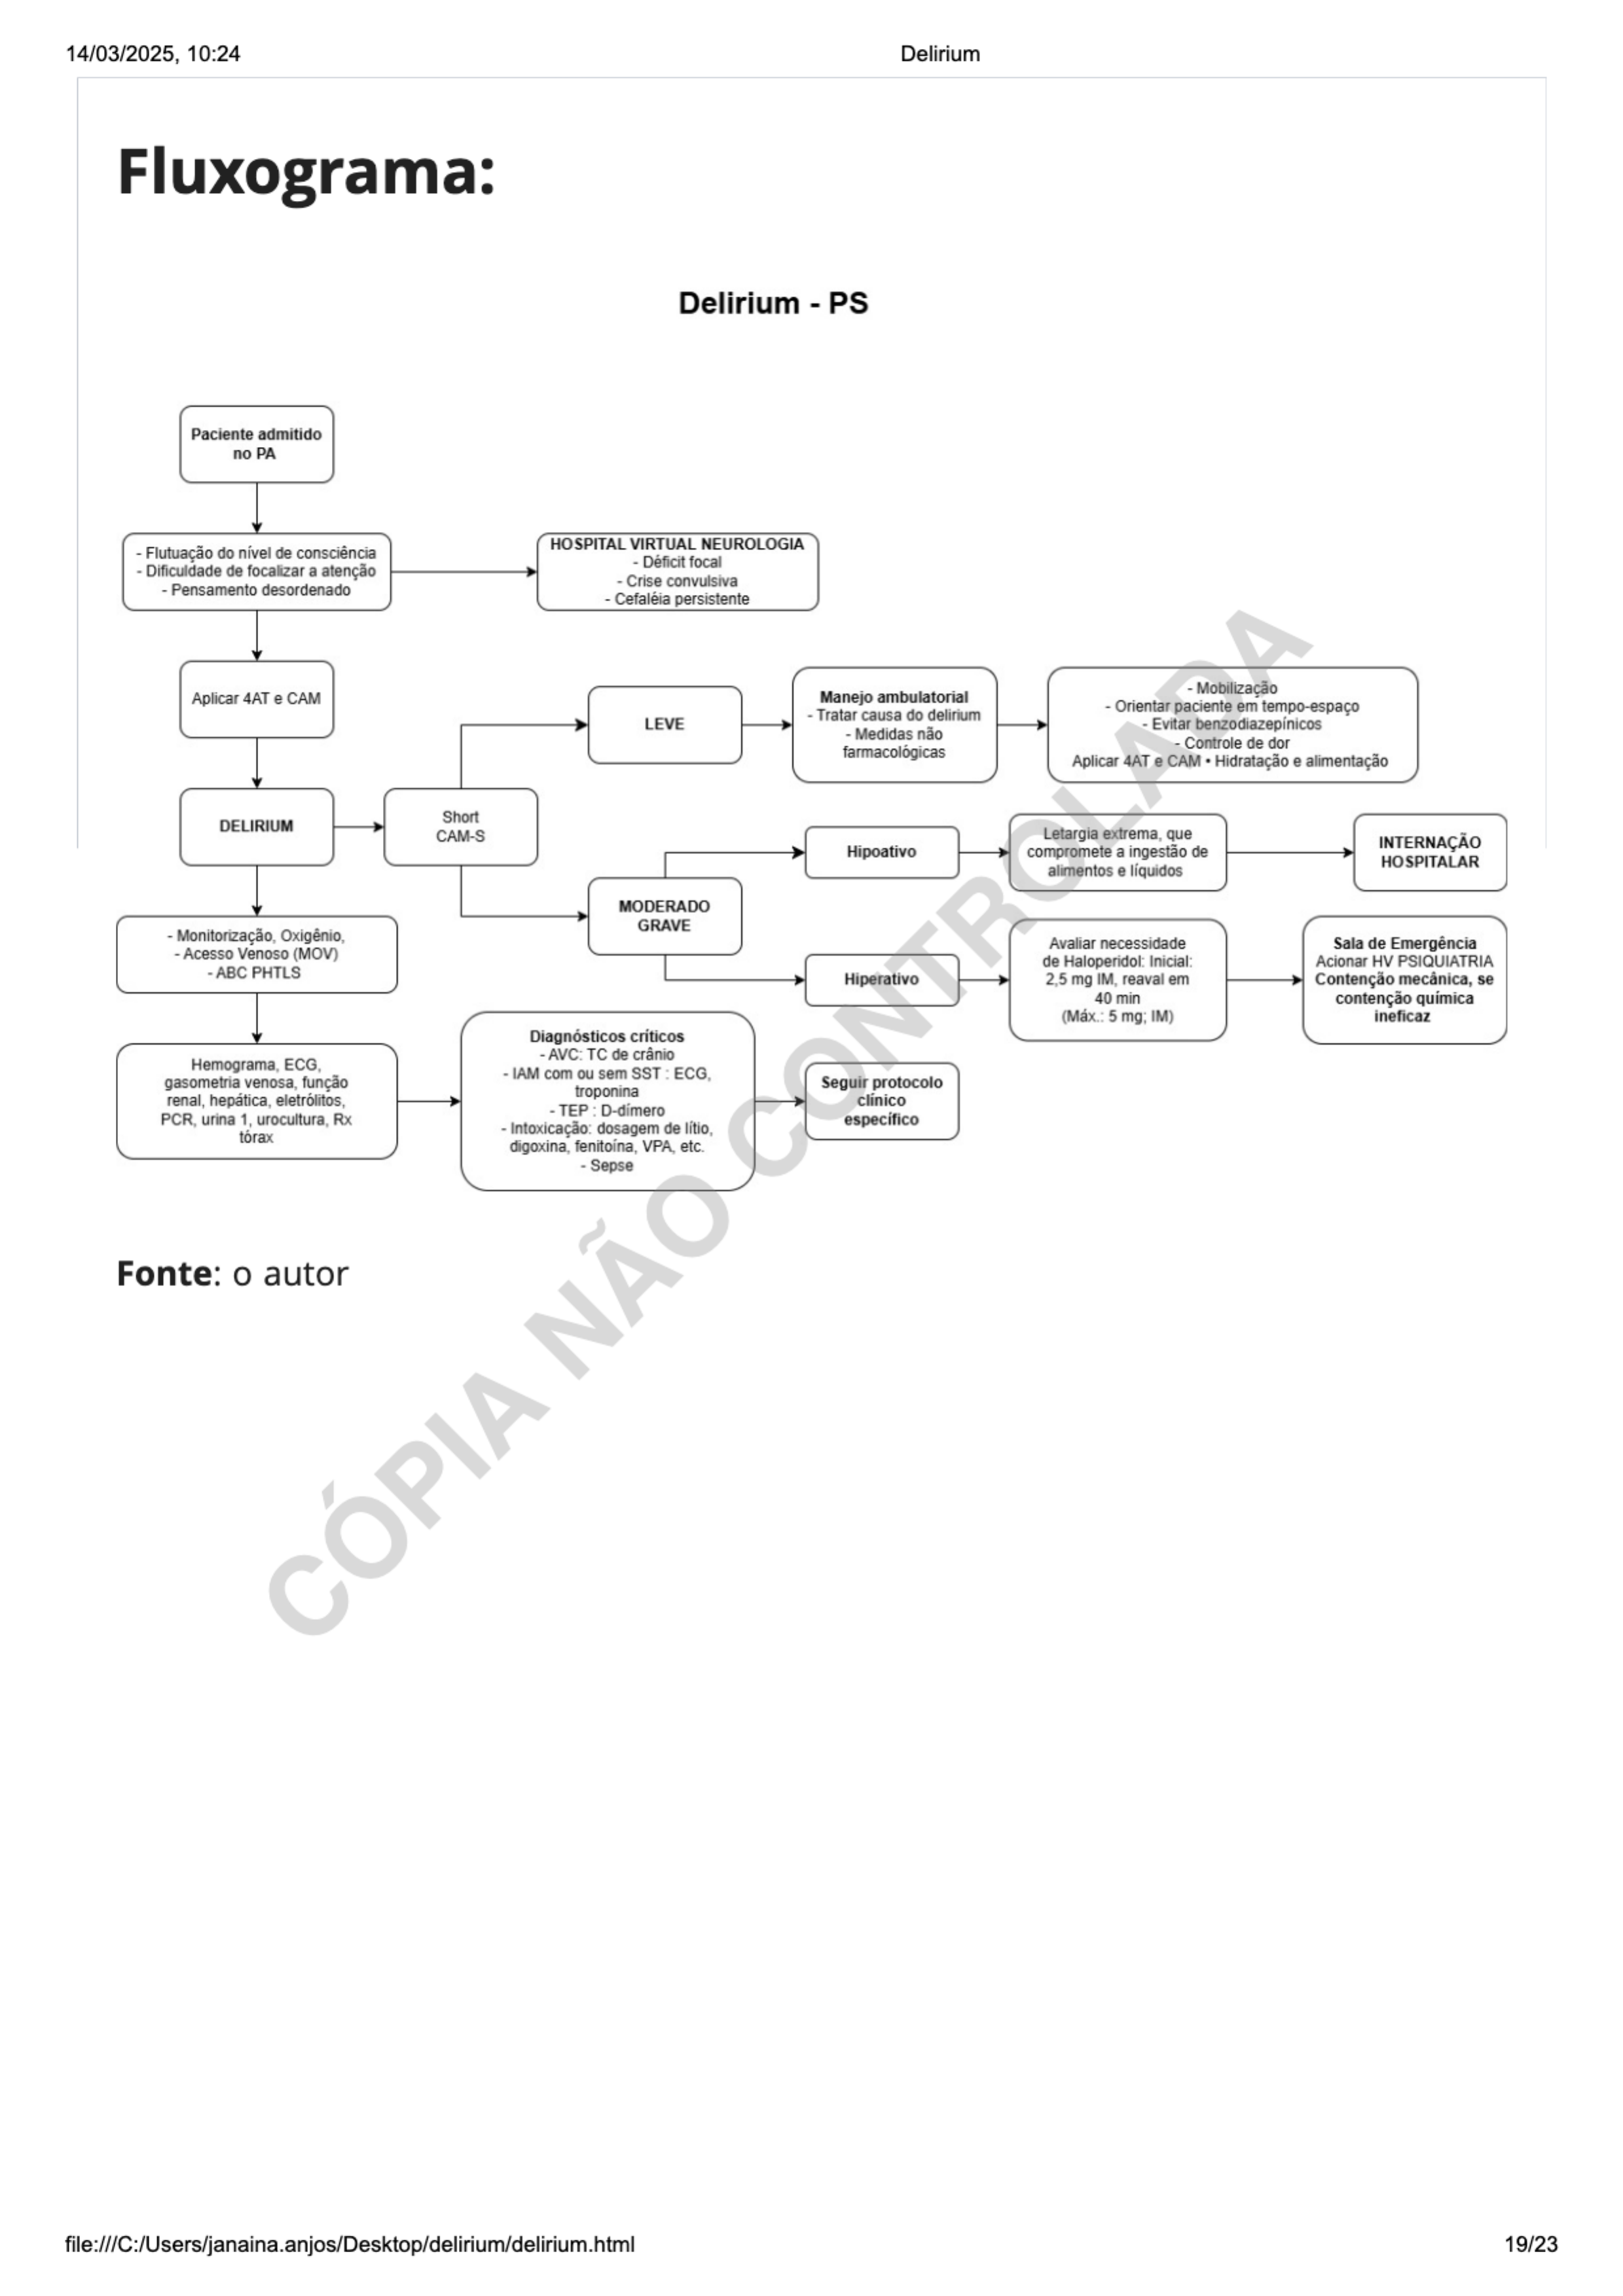 14/03/2025, 10:24
Delirium
Fluxograma:
Delirium - PS
Paciente admitido
no PA
- Flutuação do nível de consciência
- Dificuldade de focalizar a atenção
- Pensamento desordenado
HOSPITAL VIRTUAL NEUROLOGIA
- Déficit focal
- Crise convulsiva
- Cefaléia persistente
Aplicar 4AT e CAM
LEVE
Manejo ambulatorial
- Tratar causa do delirium
- Medidas não
farmacológicas
- Mobilização
- Orientar paciente em tempo-espaço
- Evitar benzodiazepínicos
- Controle de dor
Aplicar 4AT e CAM • Hidratação e alimentação
DELIRIUM
Short
CAM-S
MODERADO
GRAVE
Hipoativo
Letargia extrema, que
compromete a ingestão de
alimentos e líquidos
INTERNAÇÃO
HOSPITALAR
Hiperativo
Avaliar necessidade
de Haloperidol: Inicial:
2,5 mg IM, reaval em
40 min
(Máx.: 5 mg; IM)
Sala de Emergência
Acionar HV PSIQUIATRIA
Contenção mecânica, se
contenção química
ineficaz
- Monitorização, Oxigênio,
- Acesso Venoso (MOV)
- ABC PHTLS
Hemograma, ECG,
gasometria venosa, função
renal, hepática, eletrólitos,
PCR, urina 1, urocultura, Rx
tórax
Diagnósticos críticos
- AVC: TC de crânio
- IAM com ou sem SST : ECG,
troponina
- TEP : D-dímero
- Intoxicação: dosagem de lítio,
digoxina, fenitoína, VPA, etc.
- Sepse
Seguir protocolo
clínico
específico
Fonte: o autor
CÓPIA NÃO CONTROLADA
file:///C:/Users/janaina.anjos/Desktop/delirium/delirium.html
19/23